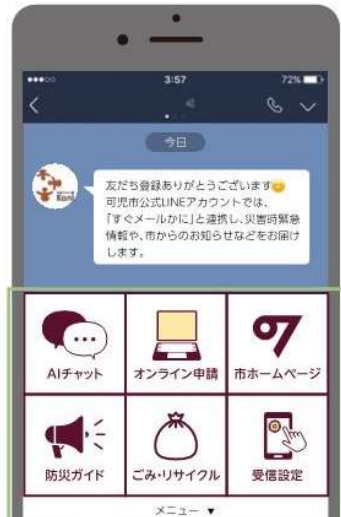 3:57
72%
今日
Kani
友だち登録ありがとうございます😊
可児市公式LINEアカウントでは、
「すぐメールかに」と連携し、災害時緊急
情報や、市からのお知らせなどをお届け
します。
AIチャット
オンライン申請
市ホームページ
防災ガイド
ごみ・リサイクル
受信設定
メニュー ▼